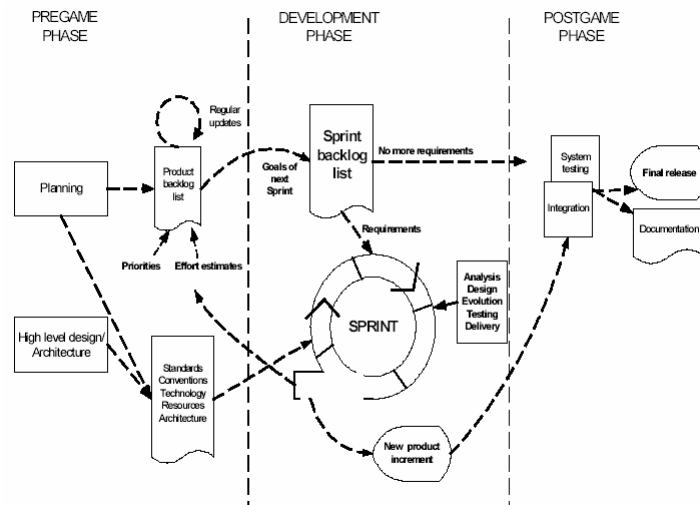 PREGAME
PHASE
DEVELOPMENT
PHASE
POSTGAME
PHASE
Regular
updates
Planning
Product
backlog
list
Goals of
next
Sprint
Sprint
backlog
list
No more requirements
System
testing
Integration
Final release
Documentation
Priorities
Effort estimates
Requirements
High level design/
Architecture
Standards
Conventions
Technology
Resources
Architecture
SPRINT
Analysis
Design
Evolution
Testing
Delivery
New product
increment